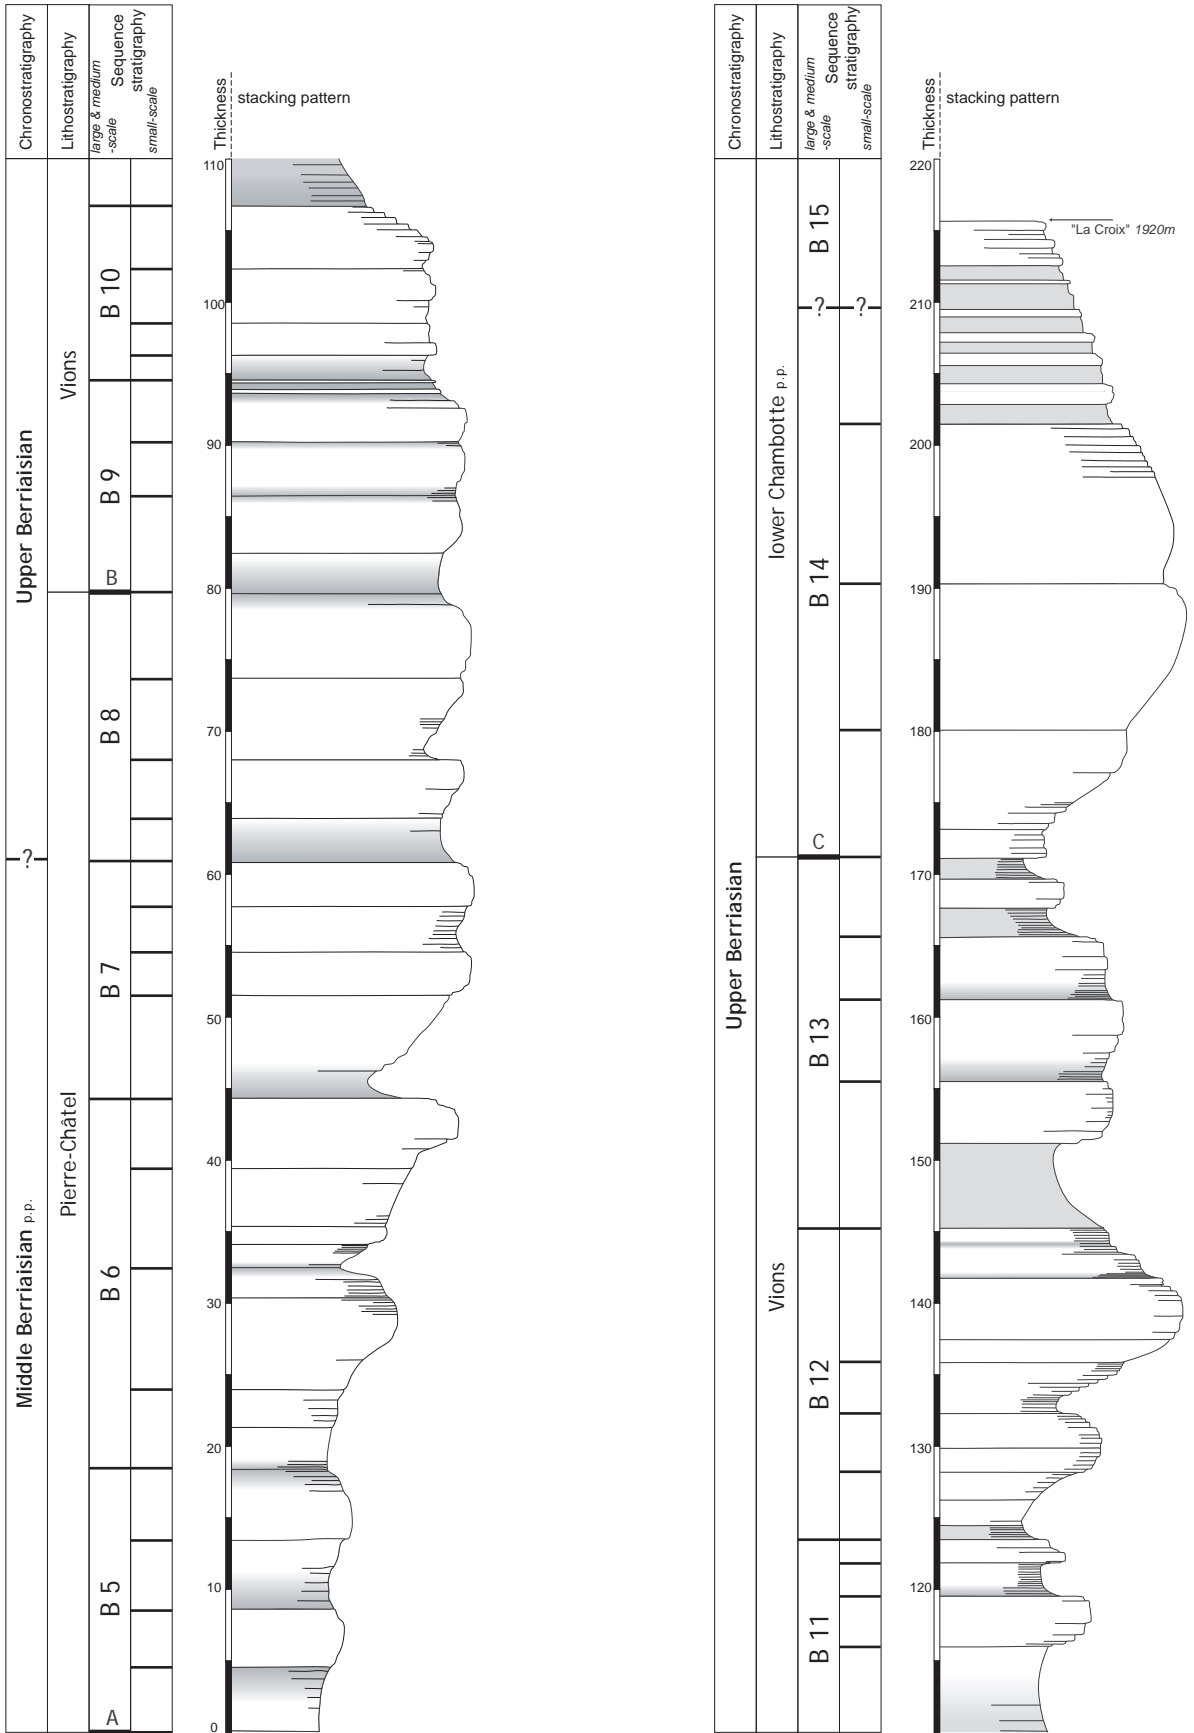 Chronostratigraphy
Lithostratigraphy
large & medium
-scale
Sequence
stratigraphy
small-scale
Thickness
stacking pattern
110
100
90
80
70
60
50
40
30
20
10
0
Upper Berriaisian
?
Middle Berriaisian p.p.
Vions
Pierre-Châtel
B 10
B 9
B
B 8
B 7
B 6
B 5
A
Chronostratigraphy
Lithostratigraphy
large & medium
-scale
Sequence
stratigraphy
small-scale
Thickness
stacking pattern
220
210
200
190
180
170
160
150
140
130
120
"La Croix" 1920m
Upper Berriasian
lower Chambotte p.p.
Vions
B 15
? ?
B 14
C
B 13
B 12
B 11